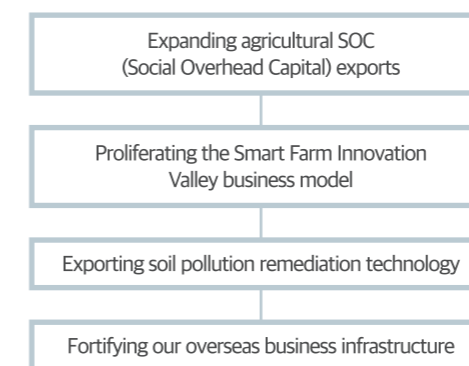 Expanding agricultural SOC
(Social Overhead Capital) exports
Proliferating the Smart Farm Innovation
Valley business model
Exporting soil pollution remediation technology
Fortifying our overseas business infrastructure